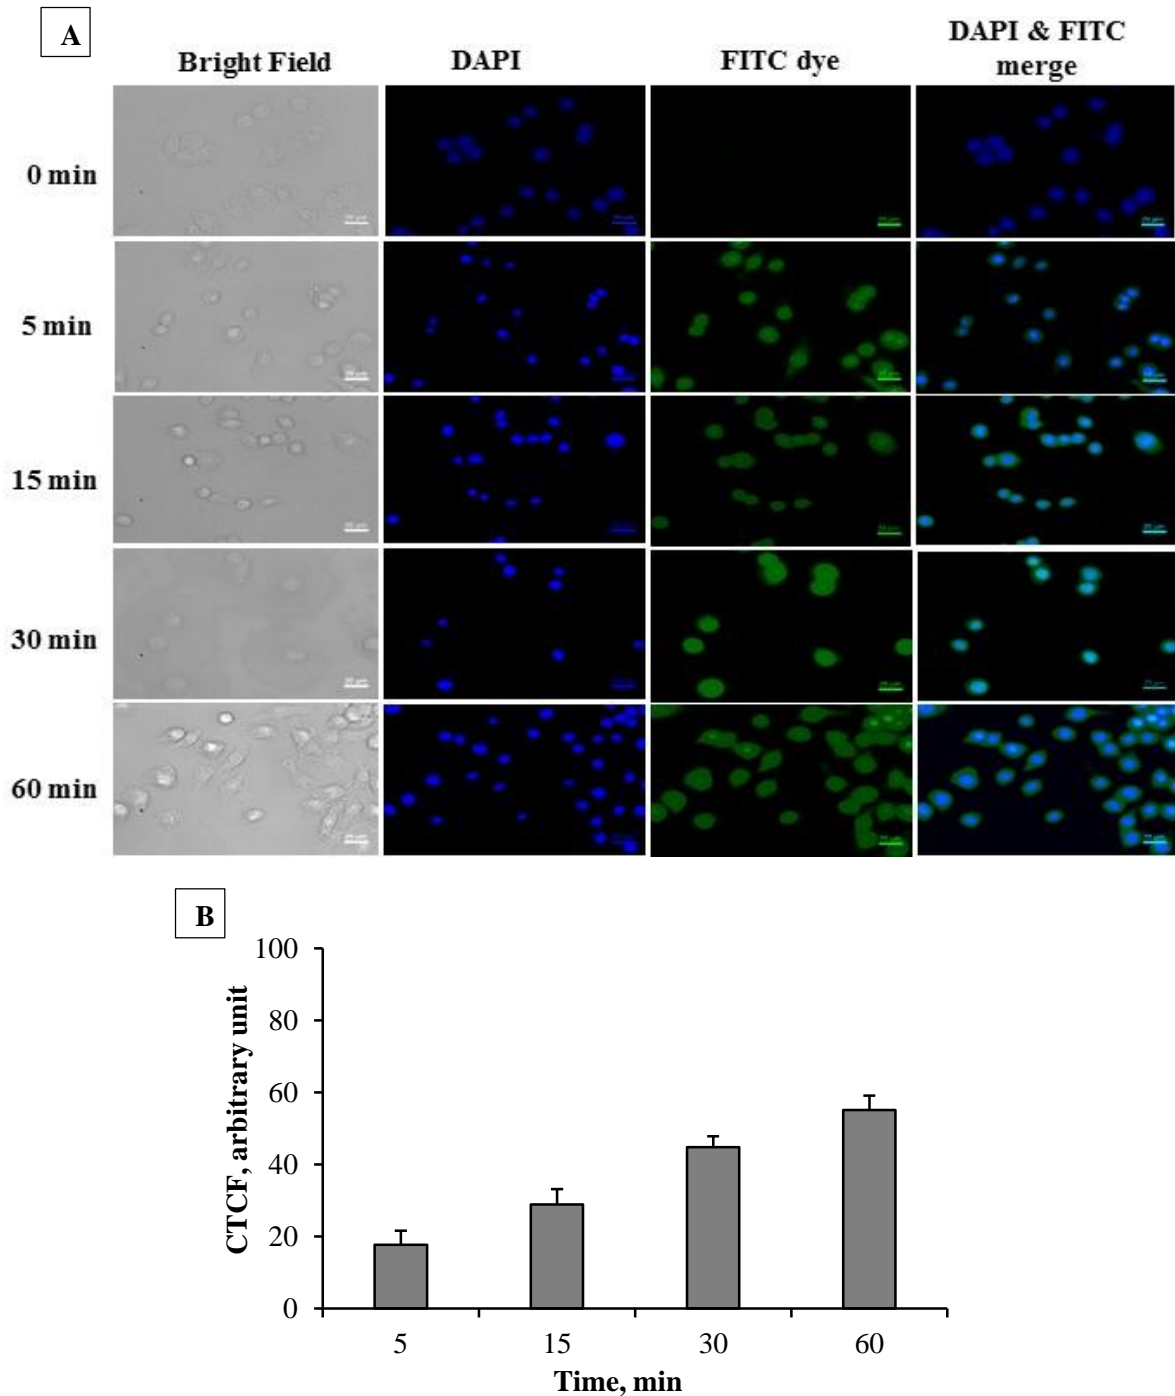 A
Bright Field
DAPI
FITC dye
DAPI & FITC
merge
0 min
5 min
15 min
30 min
60 min
B
100
80
60
40
20
0
CTCF, arbitrary unit
5 15 30 60
Time, min